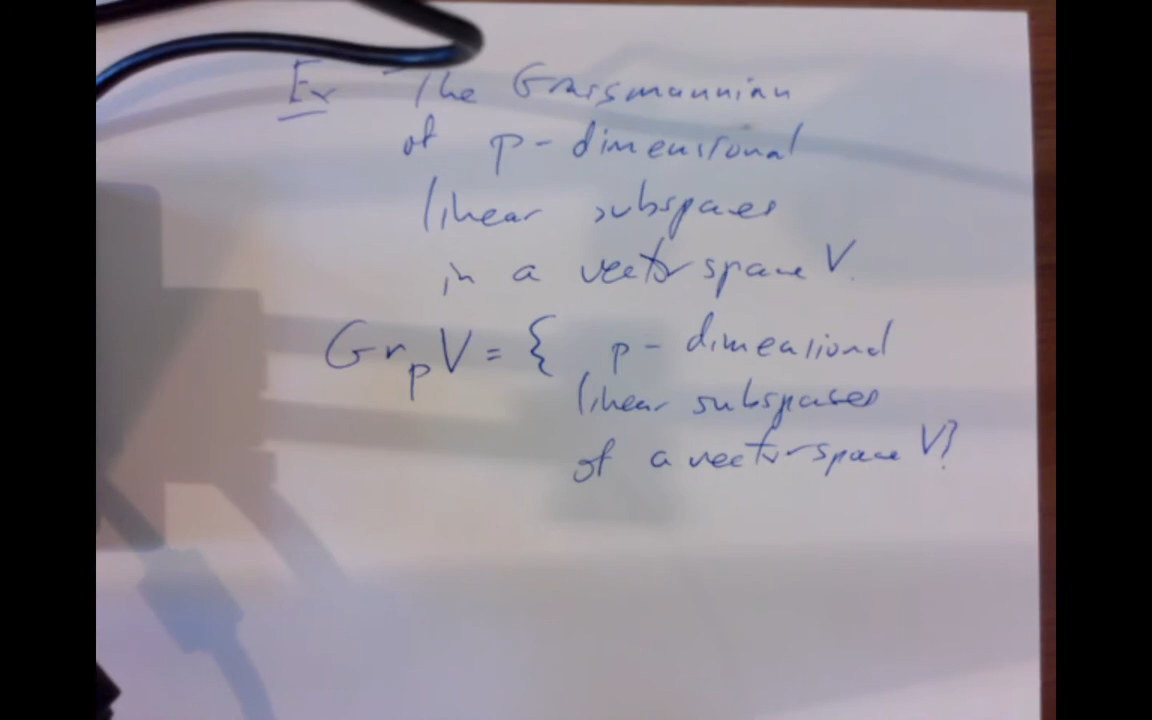 Ex The Grassmannian
of p-dimensional
linear subspaces
in a vector space V.
Gr_p V = { p-dimensional
linear subspaces
of a vector space V}